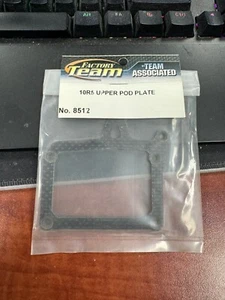 FACTORY
Team
TEAM
ASSOCIATED
10R5 UPPER POD PLATE
No. 8512